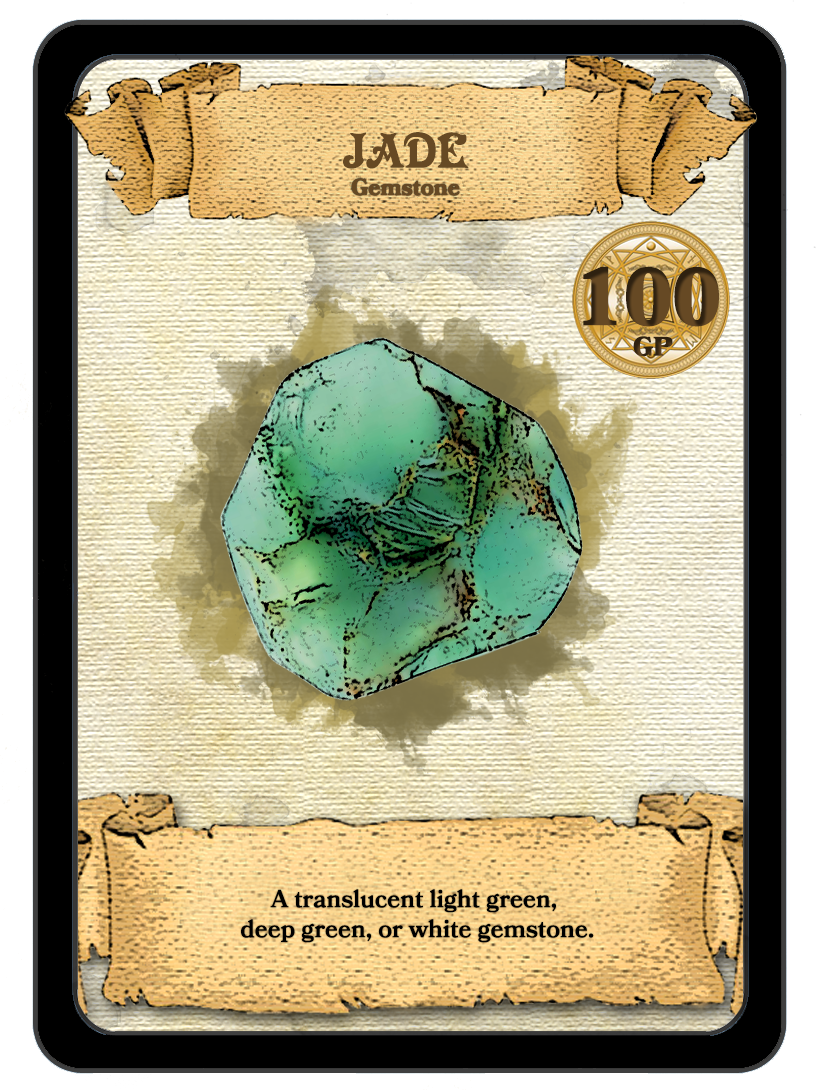 JADE
Gemstone
100
GP
A translucent light green,
deep green, or white gemstone.